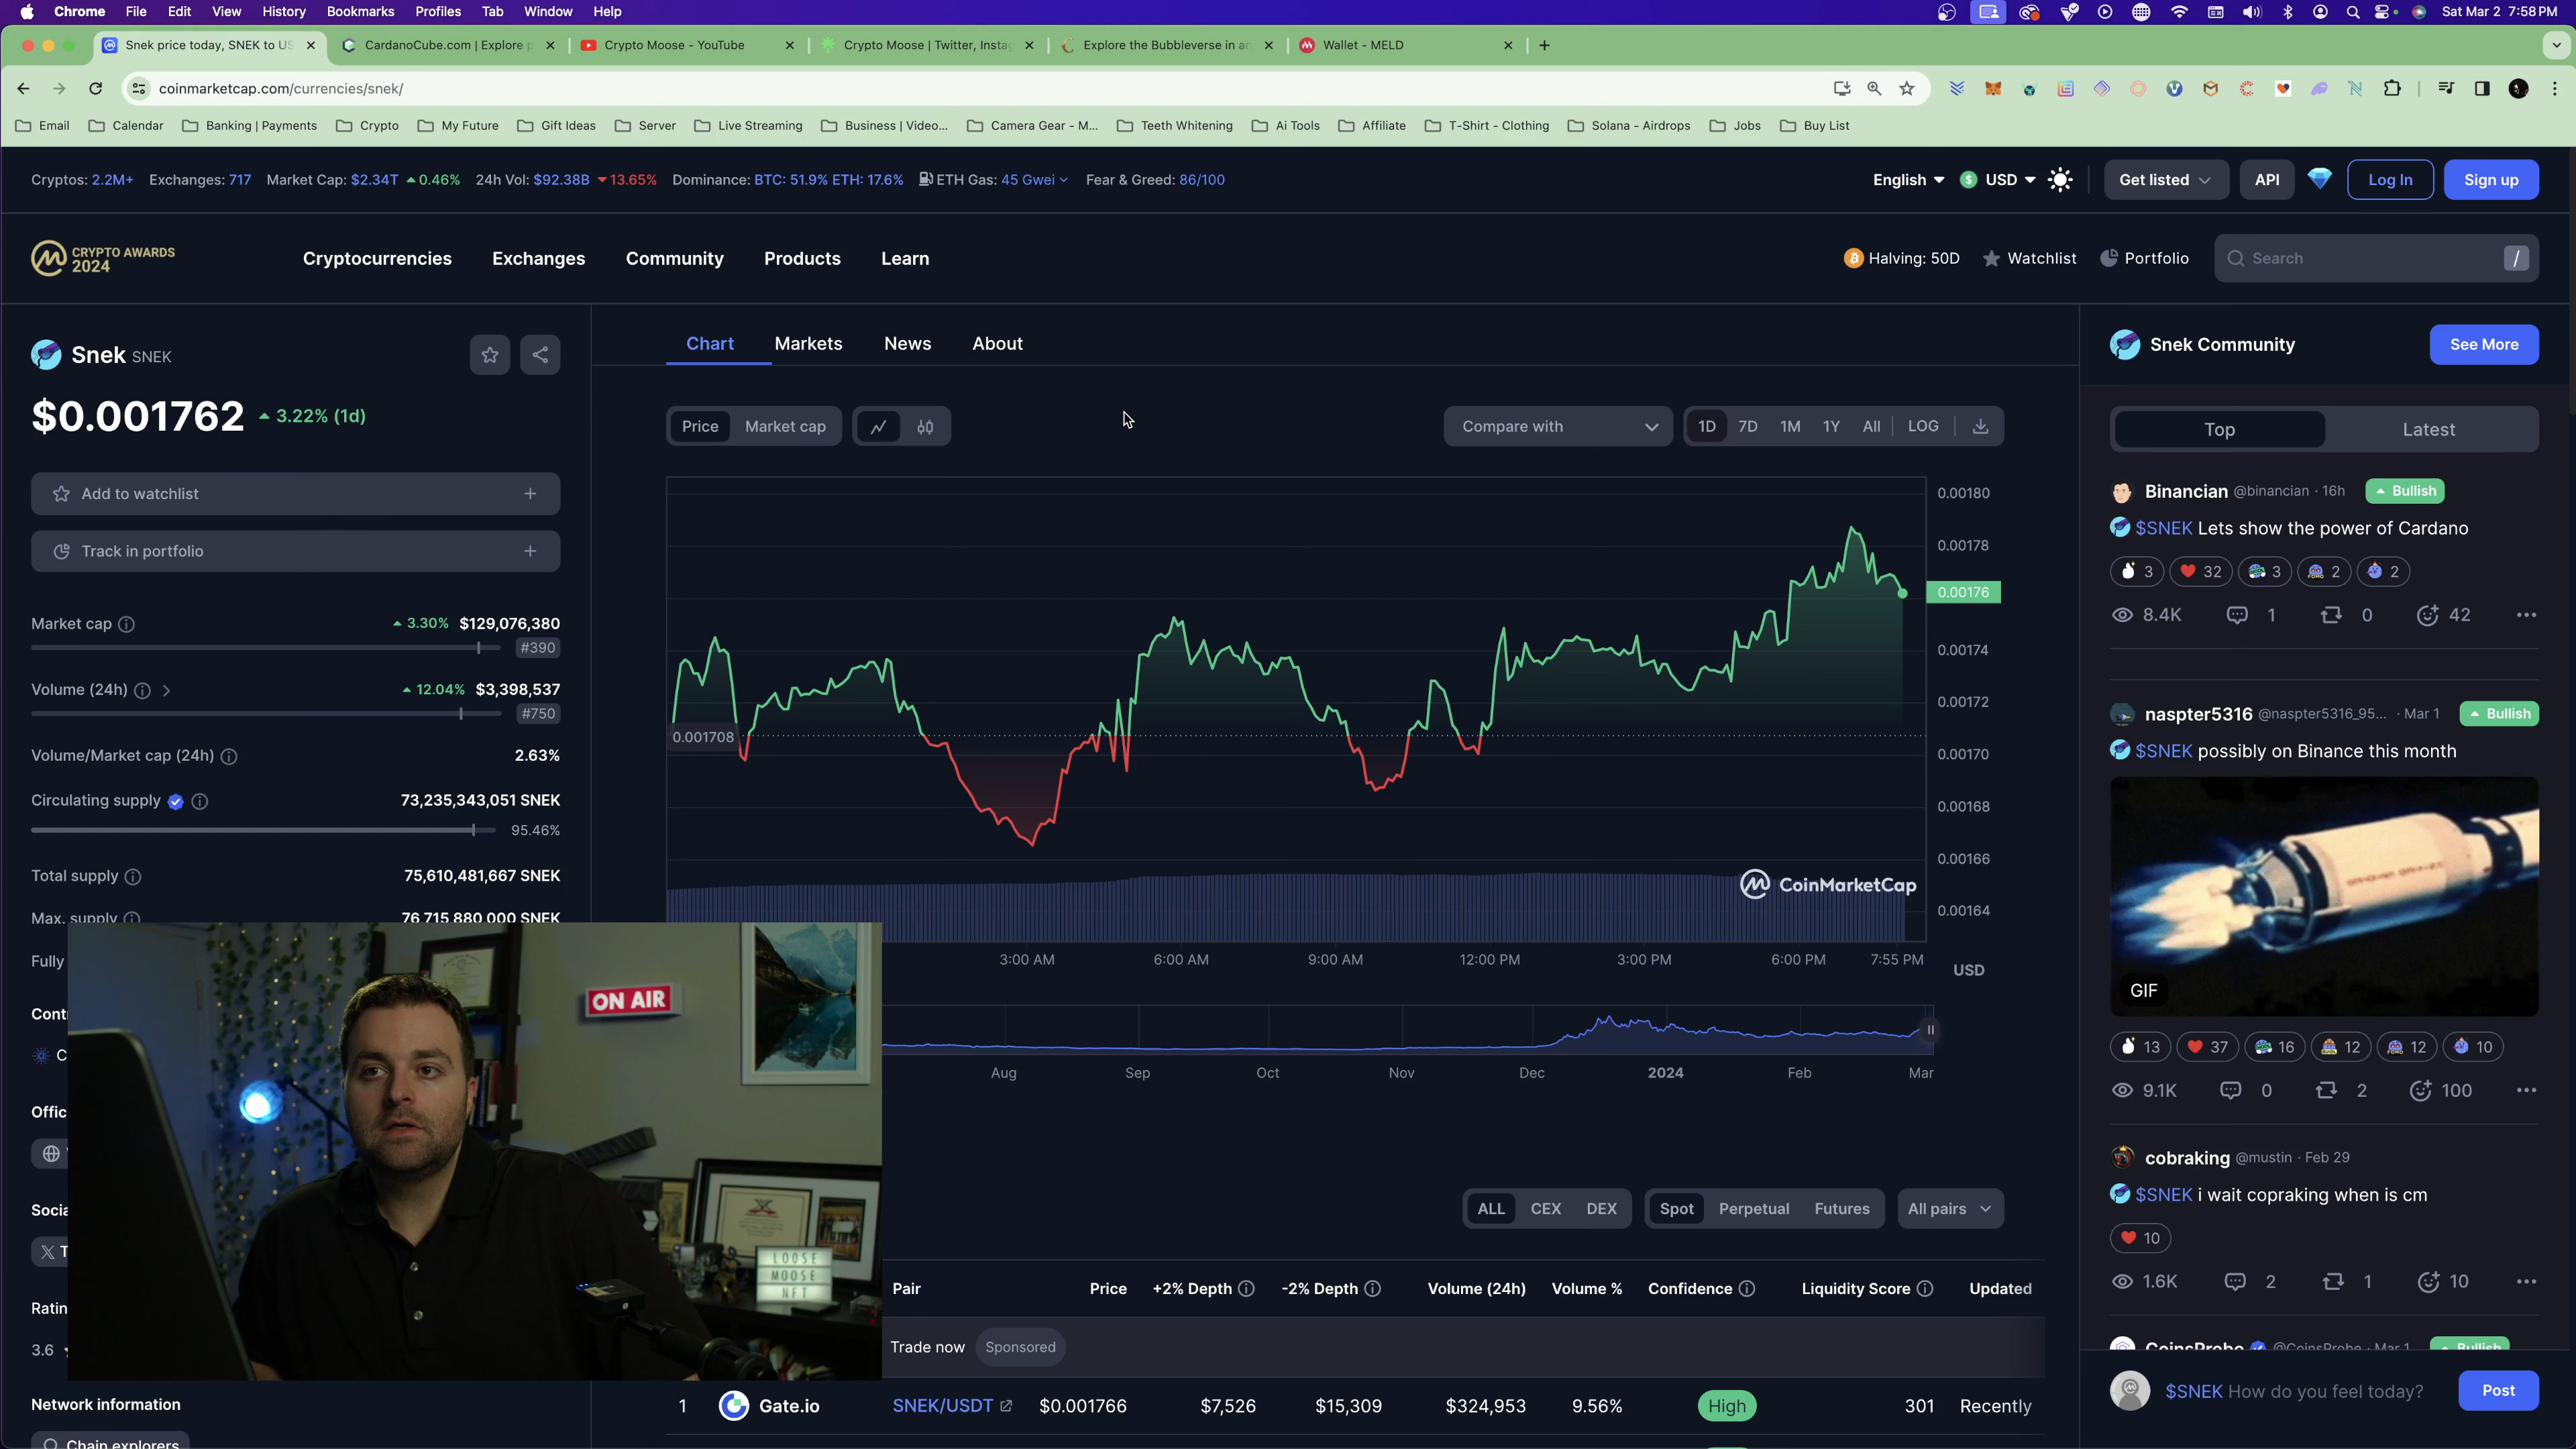 Chrome File Edit View History Bookmarks Profiles Tab Window Help
Sat Mar 2 7:58 PM
Snek price today, SNEK to US
CardanoCube.com | Explore p
Crypto Moose - YouTube
Crypto Moose | Twitter, Insta
Explore the Bubbleverse in a
Wallet - MELD
coinmarketcap.com/currencies/snek/
Email Calendar Banking | Payments Crypto My Future Gift Ideas Server Live Streaming Business | Video... Camera Gear - M... Teeth Whitening Ai Tools Affiliate T-Shirt - Clothing Solana - Airdrops Jobs Buy List
Cryptos: 2.2M+ Exchanges: 717 Market Cap: $2.34T 0.46% 24h Vol: $92.38B 13.65% Dominance: BTC: 51.9% ETH: 17.6% ETH Gas: 45 Gwei Fear & Greed: 86/100
English USD Get listed API Log In Sign up
CRYPTO AWARDS
2024
Cryptocurrencies Exchanges Community Products Learn
Halving: 50D Watchlist Portfolio Search /
Snek SNEK
$0.001762 3.22% (1d)
Add to watchlist +
Track in portfolio +
Market cap 3.30% $129,076,380
#390
Volume (24h) 12.04% $3,398,537
#750
Volume/Market cap (24h) 2.63%
Circulating supply 73,235,343,051 SNEK
95.46%
Total supply 75,610,481,667 SNEK
Max. supply 76,715,880,000 SNEK
Fully
Cont
C
Offic
Socia
T
Ratin
3.6
Network information
Chain explorers
ON AIR
LOOSE
MOOSE
NFT
Chart Markets News About
Price Market cap
Compare with
1D 7D 1M 1Y All LOG
0.00180
0.00178
0.00176
0.00174
0.00172
0.001708
0.00170
0.00168
0.00166
0.00164
CoinMarketCap
3:00 AM 6:00 AM 9:00 AM 12:00 PM 3:00 PM 6:00 PM 7:55 PM
USD
Aug Sep Oct Nov Dec 2024 Feb Mar
ALL CEX DEX Spot Perpetual Futures All pairs
Pair Price +2% Depth -2% Depth Volume (24h) Volume % Confidence Liquidity Score Updated
Trade now Sponsored
1 Gate.io SNEK/USDT $0.001766 $7,526 $15,309 $324,953 9.56% High 301 Recently
Snek Community See More
Top Latest
Binancian @binancian · 16h Bullish
$SNEK Lets show the power of Cardano
3 32 3 2 2
8.4K 1 0 42
naspter5316 @naspter5316_95... · Mar 1 Bullish
$SNEK possibly on Binance this month
GIF
13 37 16 12 12 10
9.1K 0 2 100
cobraking @mustin · Feb 29
$SNEK i wait copraking when is cm
10
1.6K 2 1 10
CoinsProbe @CoinsProbe · Mar 1 Bullish
$SNEK How do you feel today? Post